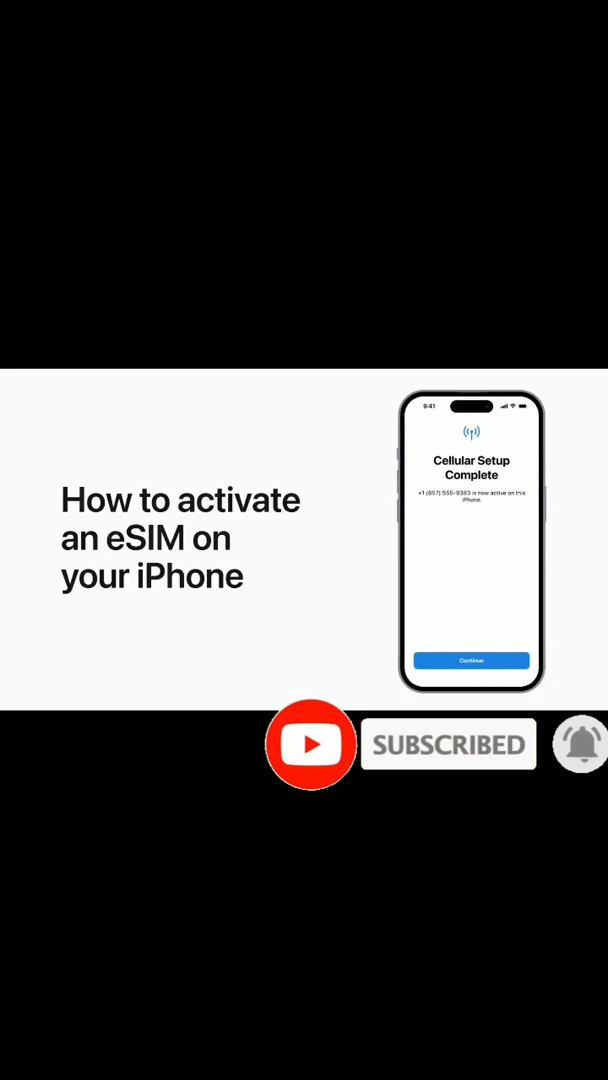 How to activate
an eSIM on
your iPhone
9:41
Cellular Setup
Complete
+1 (857) 555-9383 is now active on this
iPhone.
Continue
SUBSCRIBED